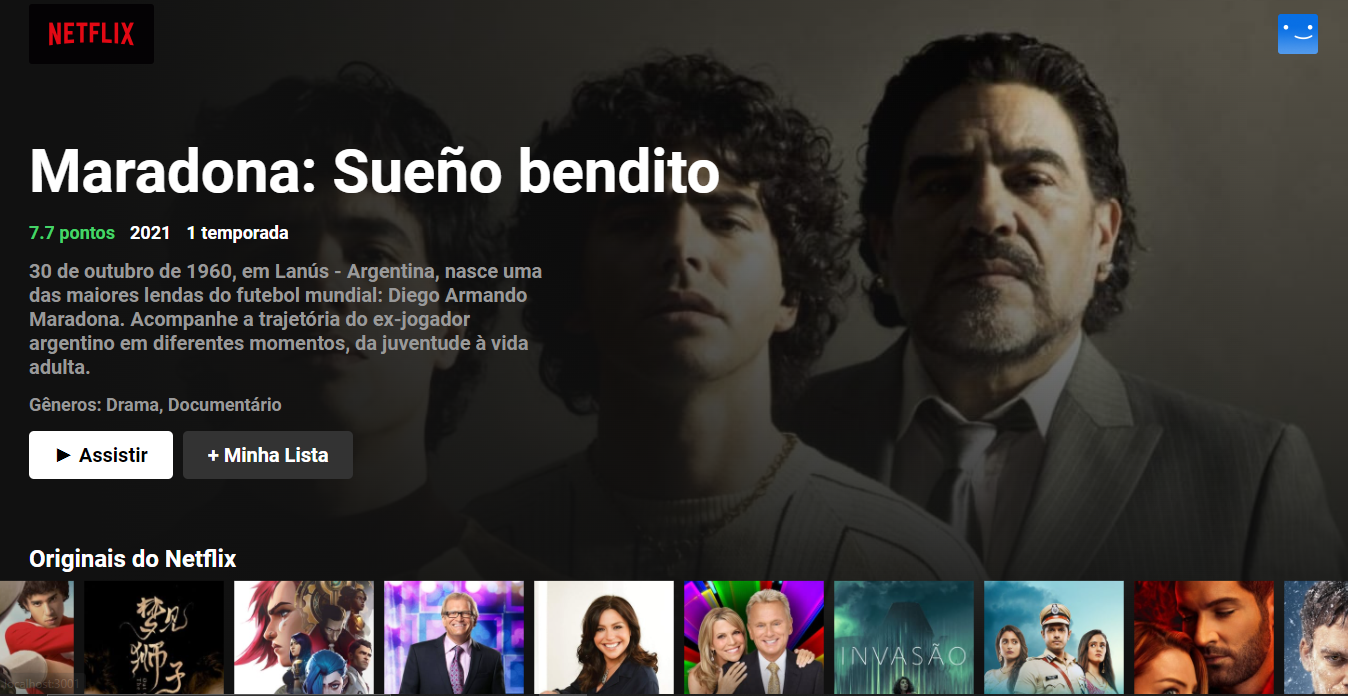 NETFLIX
Maradona: Sueño bendito
7.7 pontos 2021 1 temporada
30 de outubro de 1960, em Lanús - Argentina, nasce uma
das maiores lendas do futebol mundial: Diego Armando
Maradona. Acompanhe a trajetória do ex-jogador
argentino em diferentes momentos, da juventude à vida
adulta.
Gêneros: Drama, Documentário
► Assistir + Minha Lista
Originais do Netflix
梦见
狮子
INVASÃO
localhost:3001